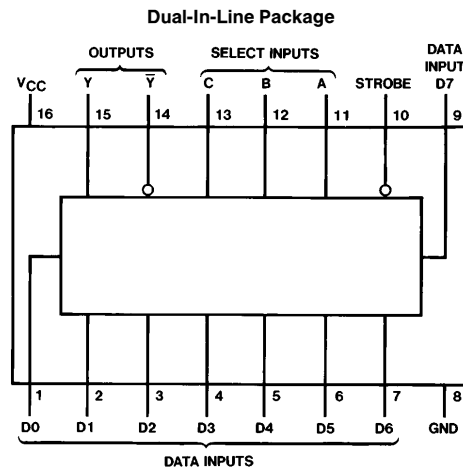 Dual-In-Line Package
OUTPUTS SELECT INPUTS DATA
INPUT
VCC Y Y̅ C B A STROBE D7
16 15 14 13 12 11 10 9
1 2 3 4 5 6 7 8
D0 D1 D2 D3 D4 D5 D6 GND
DATA INPUTS